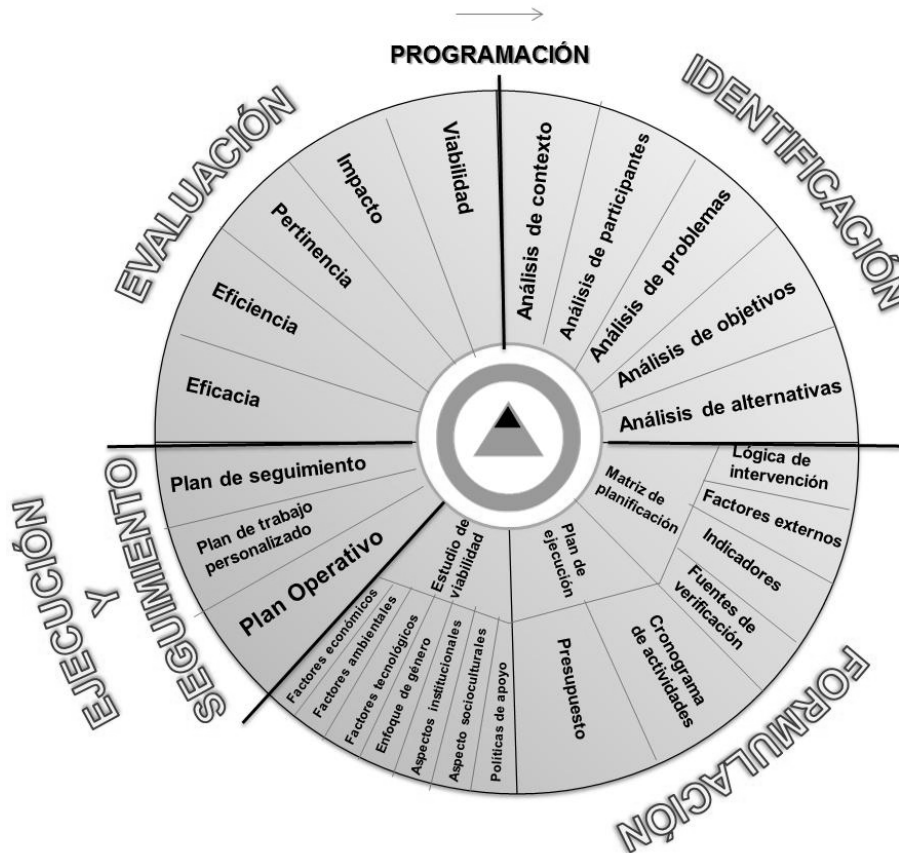 PROGRAMACIÓN
IDENTIFICACIÓN
Análisis de contexto
Análisis de participantes
Análisis de problemas
Análisis de objetivos
Análisis de alternativas
FORMULACIÓN
Matriz de
planificación
Lógica de
intervención
Factores externos
Indicadores
Fuentes de
verificación
Plan de
ejecución
Cronograma
de actividades
Presupuesto
Estudio de
viabilidad
Políticas de apoyo
Aspecto socioculturales
Aspectos institucionales
Enfoque de género
Factores tecnológicos
Factores ambientales
Factores económicos
EJECUCIÓN
Y
SEGUIMIENTO
Plan Operativo
Plan de trabajo
personalizado
Plan de seguimiento
EVALUACIÓN
Eficacia
Eficiencia
Pertinencia
Impacto
Viabilidad